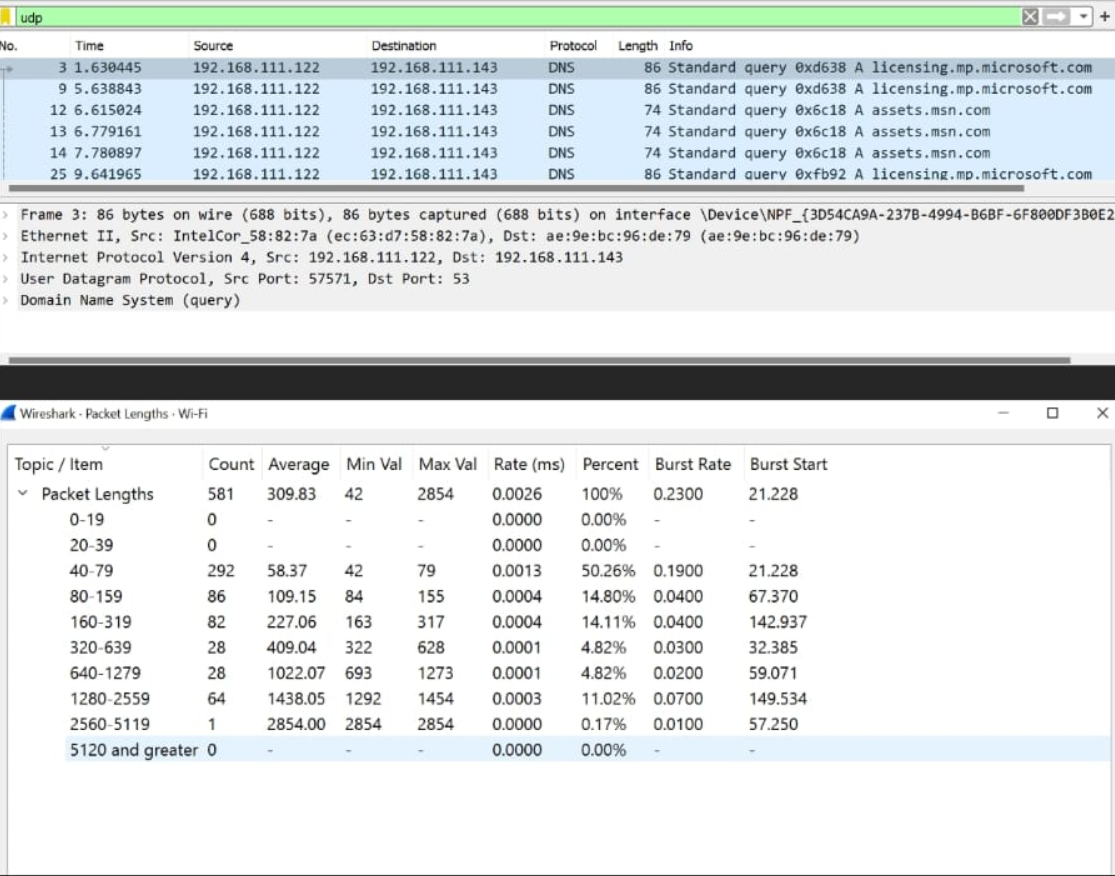 udp
No. Time Source Destination Protocol Length Info
3 1.630445 192.168.111.122 192.168.111.143 DNS 86 Standard query 0xd638 A licensing.mp.microsoft.com
9 5.638843 192.168.111.122 192.168.111.143 DNS 86 Standard query 0xd638 A licensing.mp.microsoft.com
12 6.615024 192.168.111.122 192.168.111.143 DNS 74 Standard query 0x6c18 A assets.msn.com
13 6.779161 192.168.111.122 192.168.111.143 DNS 74 Standard query 0x6c18 A assets.msn.com
14 7.780897 192.168.111.122 192.168.111.143 DNS 74 Standard query 0x6c18 A assets.msn.com
25 9.641965 192.168.111.122 192.168.111.143 DNS 86 Standard query 0xfb92 A licensing.mp.microsoft.com
Frame 3: 86 bytes on wire (688 bits), 86 bytes captured (688 bits) on interface \Device\NPF_{3D54CA9A-237B-4994-B6BF-6F800DF3B0E2
Ethernet II, Src: IntelCor_58:82:7a (ec:63:d7:58:82:7a), Dst: ae:9e:bc:96:de:79 (ae:9e:bc:96:de:79)
Internet Protocol Version 4, Src: 192.168.111.122, Dst: 192.168.111.143
User Datagram Protocol, Src Port: 57571, Dst Port: 53
Domain Name System (query)
Wireshark · Packet Lengths · Wi-Fi
Topic / Item Count Average Min Val Max Val Rate (ms) Percent Burst Rate Burst Start
Packet Lengths 581 309.83 42 2854 0.0026 100% 0.2300 21.228
0-19 0 - - - 0.0000 0.00% - -
20-39 0 - - - 0.0000 0.00% - -
40-79 292 58.37 42 79 0.0013 50.26% 0.1900 21.228
80-159 86 109.15 84 155 0.0004 14.80% 0.0400 67.370
160-319 82 227.06 163 317 0.0004 14.11% 0.0400 142.937
320-639 28 409.04 322 628 0.0001 4.82% 0.0300 32.385
640-1279 28 1022.07 693 1273 0.0001 4.82% 0.0200 59.071
1280-2559 64 1438.05 1292 1454 0.0003 11.02% 0.0700 149.534
2560-5119 1 2854.00 2854 2854 0.0000 0.17% 0.0100 57.250
5120 and greater 0 - - - 0.0000 0.00% - -